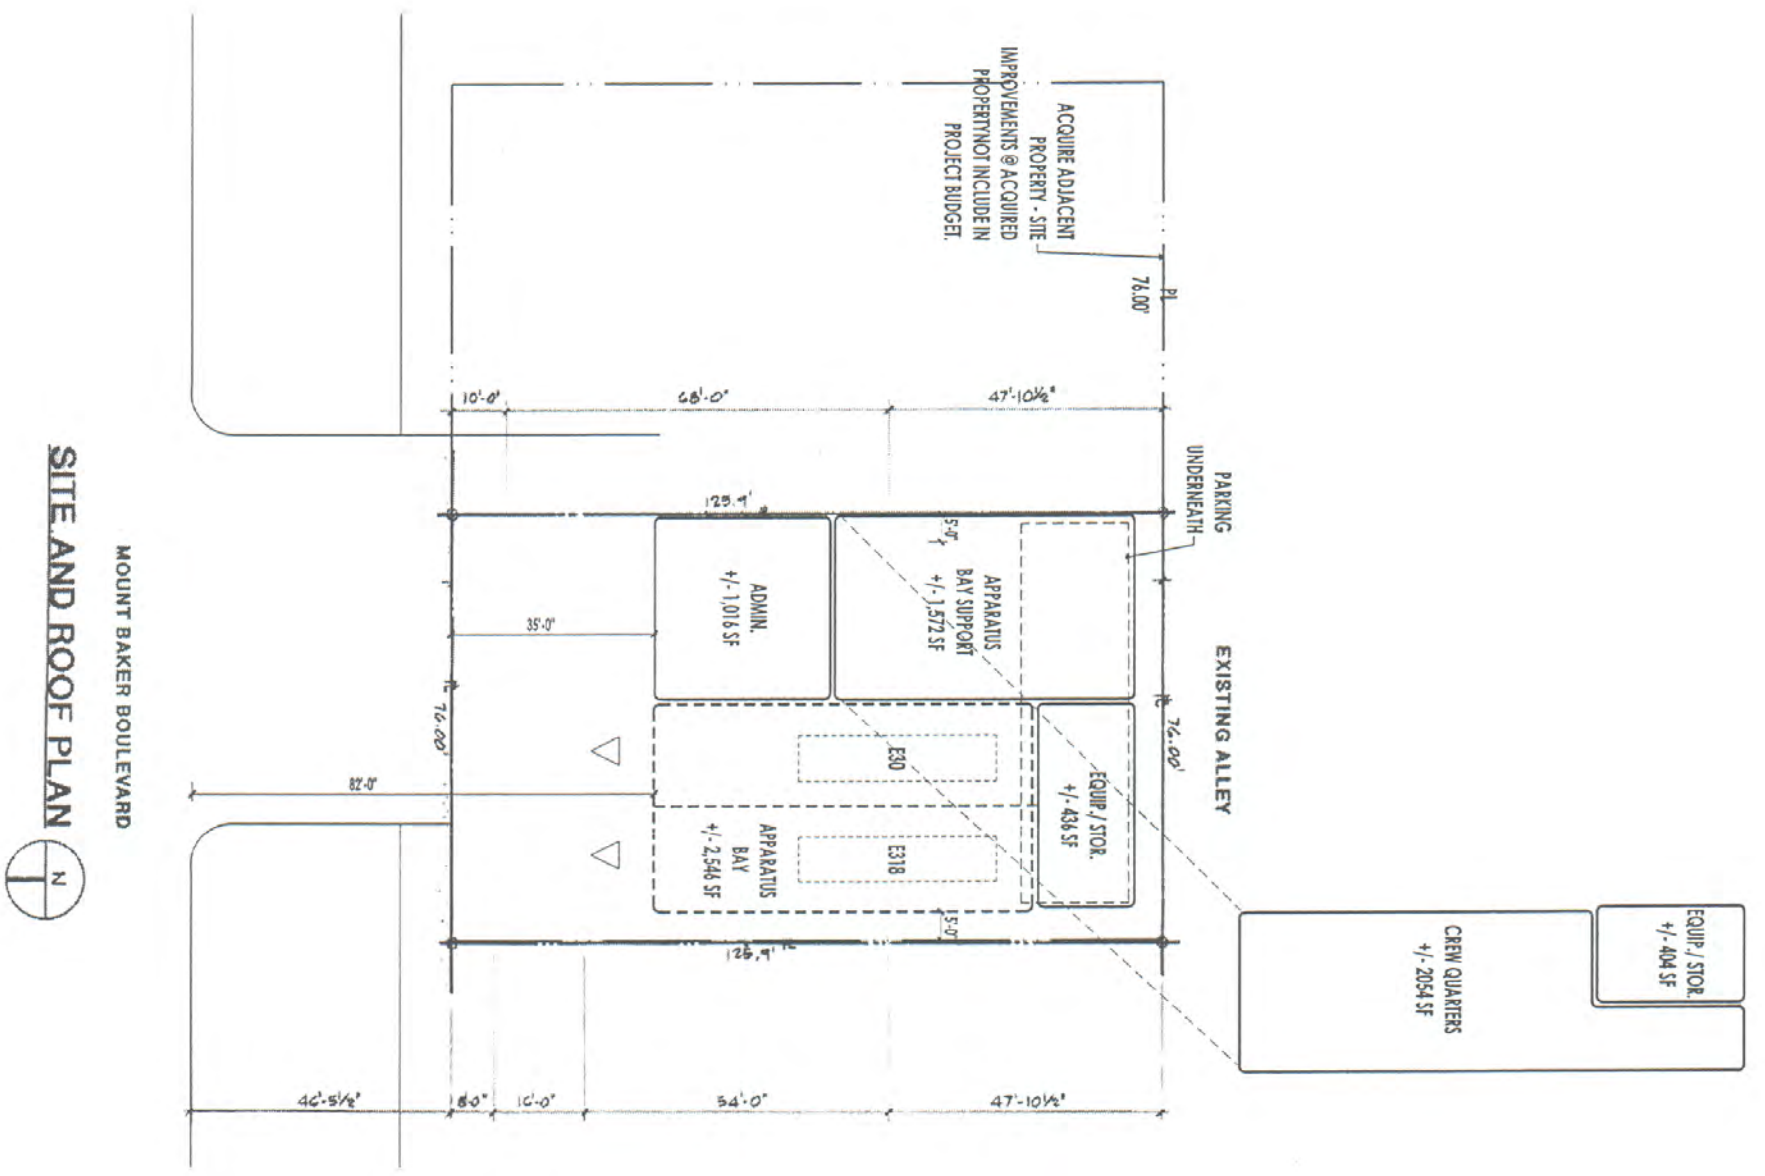 ACQUIRE ADJACENT
PROPERTY - SITE
IMPROVEMENTS @ ACQUIRED
PROPERTYNOT INCLUDE IN
PROJECT BUDGET.
PL
76.00'
10'-0"
68'-0"
47'-10½"
PARKING
UNDERNEATH
EXISTING ALLEY
125.9'
5'-0"
APPARATUS
BAY SUPPORT
+/- 1,572 SF
ADMIN.
+/- 1,016 SF
35'-0"
76.00'
76.00'
EQUIP./ STOR.
+/- 436 SF
E30
E318
APPARATUS
BAY
+/- 2,546 SF
82'-0"
5'-0"
125.9'
EQUIP./ STOR.
+/- 404 SF
CREW QUARTERS
+/- 2054 SF
46'-5½"
8'-0"
16'-0"
54'-0"
47'-10½"
MOUNT BAKER BOULEVARD
SITE AND ROOF PLAN
N